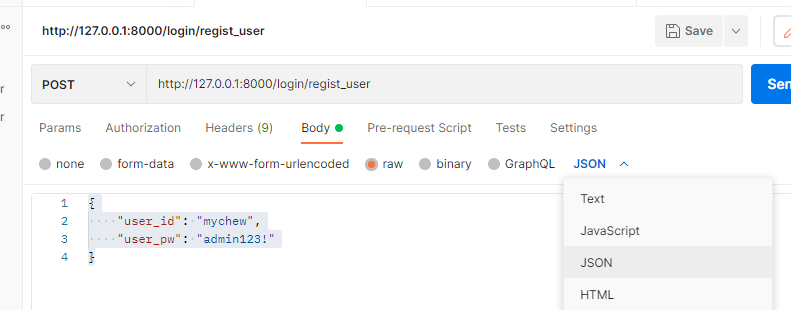 http://127.0.0.1:8000/login/regist_user
Save
POST
http://127.0.0.1:8000/login/regist_user
Params Authorization Headers (9) Body Pre-request Script Tests Settings
none form-data x-www-form-urlencoded raw binary GraphQL JSON
1 {
2 "user_id": "mychew",
3 "user_pw": "admin123!"
4 }
Text
JavaScript
JSON
HTML